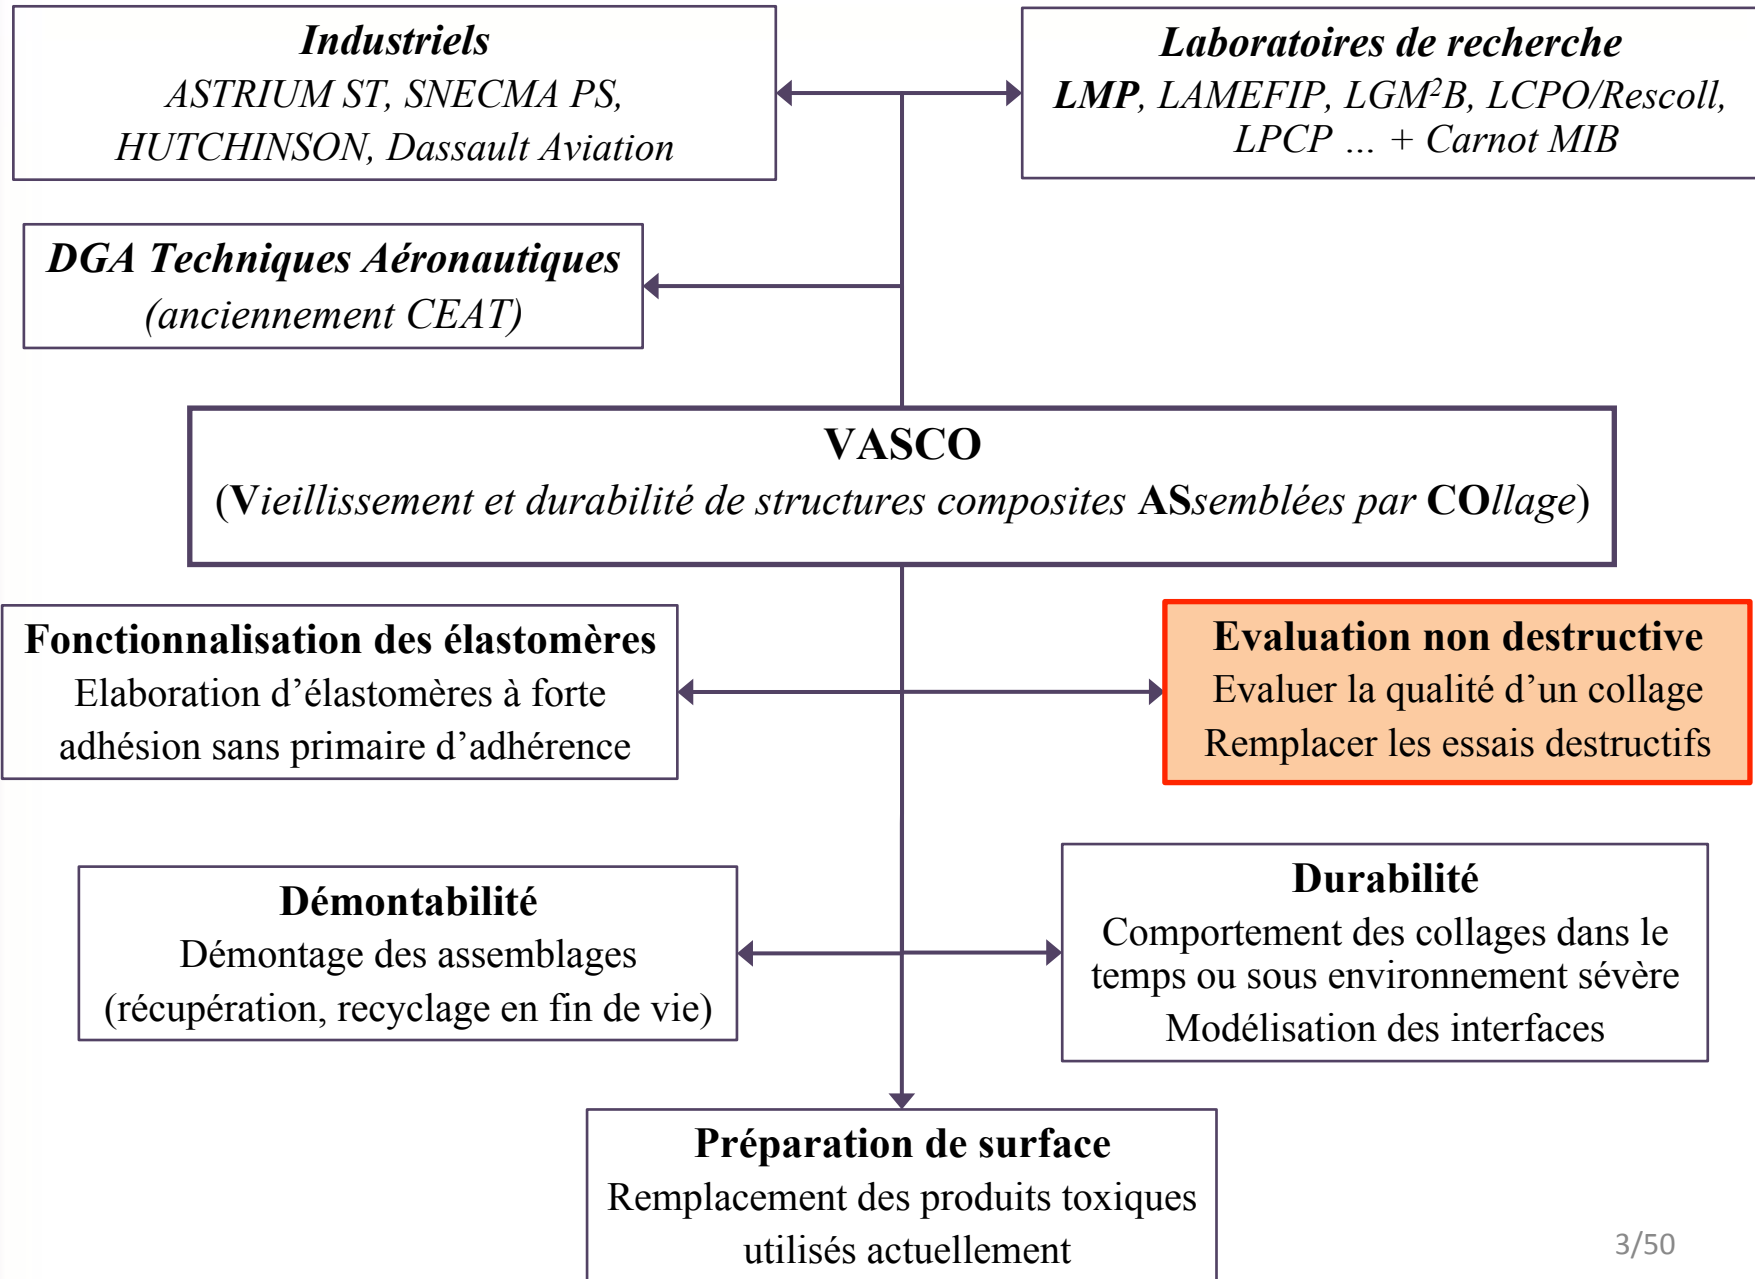 Industriels
ASTRIUM ST, SNECMA PS,
HUTCHINSON, Dassault Aviation
Laboratoires de recherche
LMP, LAMEFIP, LGM²B, LCPO/Rescoll,
LPCP ... + Carnot MIB
DGA Techniques Aéronautiques
(anciennement CEAT)
VASCO
(Vieillissement et durabilité de structures composites ASsemblées par COllage)
Fonctionnalisation des élastomères
Elaboration d’élastomères à forte
adhésion sans primaire d’adhérence
Evaluation non destructive
Evaluer la qualité d’un collage
Remplacer les essais destructifs
Démontabilité
Démontage des assemblages
(récupération, recyclage en fin de vie)
Durabilité
Comportement des collages dans le
temps ou sous environnement sévère
Modélisation des interfaces
Préparation de surface
Remplacement des produits toxiques
utilisés actuellement
3/50